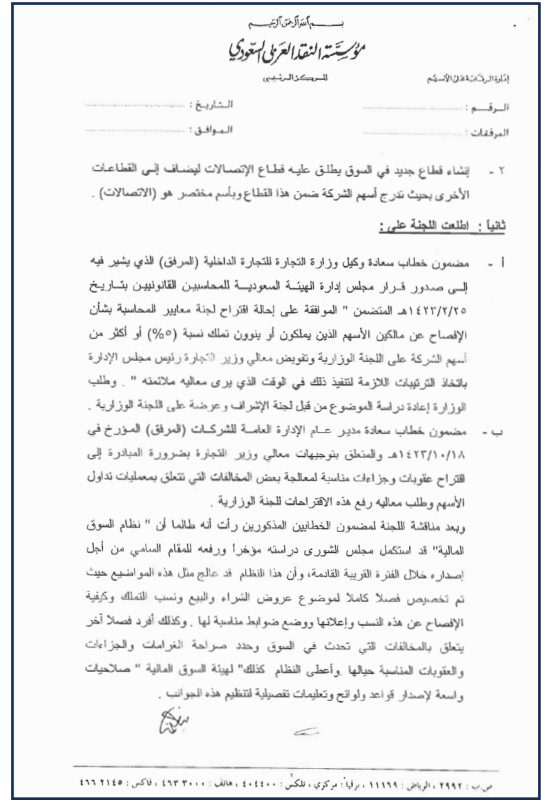 بسم الله الرحمن الرحيم
مؤسسة النقد العربي السعودي
المركز الرئيسي
إدارة الرقابة على الأسهم
الرقم :
التاريخ :
المرفقات :
الموافق :
٢ - إنشاء قطاع جديد في السوق يطلق عليه قطاع الإتصالات ليضاف إلى القطاعات
الأخرى بحيث تدرج أسهم الشركة ضمن هذا القطاع وبأسم مختصر هو (الاتصالات) .
ثانياً : اطلعت اللجنة على :
أ - مضمون خطاب سعادة وكيل وزارة التجارة للتجارة الداخلية (المرفق) الذي يشير فيه
إلى صدور قرار مجلس إدارة الهيئة السعودية للمحاسبين القانونيين بتاريخ
١٤٢٣/٢/٢٥هـ المتضمن " الموافقة على إحالة اقتراح لجنة معايير المحاسبة بشأن
الإفصاح عن مالكين الأسهم الذين يملكون أو ينوون تملك نسبة (٥%) أو أكثر من
أسهم الشركة على اللجنة الوزارية وتفويض معالي وزير التجارة رئيس مجلس الإدارة
باتخاذ الترتيبات اللازمة لتنفيذ ذلك في الوقت الذي يرى معاليه ملائمته " . وطلب
الوزارة إعادة دراسة الموضوع من قبل لجنة الإشراف وعرضة على اللجنة الوزارية .
ب - مضمون خطاب سعادة مدير عام الإدارة العامة للشركات (المرفق) المؤرخ في
١٤٢٣/١٠/١٨هـ والمتعلق بتوجيهات معالي وزير التجارة بضرورة المبادرة إلى
اقتراح عقوبات وجزاءات مناسبة لمعالجة بعض المخالفات التي تتعلق بمعمليات تداول
الأسهم وطلب معاليه رفع هذه الاقتراحات للجنة الوزارية .
وبعد مناقشة اللجنة لمضمون الخطابين المذكورين رأت أنه طالما أن " نظام السوق
المالية" قد استكمل مجلس الشورى دراسته مؤخراً ورفعه للمقام السامي من أجل
إصداره خلال الفترة القريبة القادمة، وأن هذا النظام قد عالج مثل هذه المواضيع حيث
تم تخصيص فصلاً كاملاً لموضوع عروض الشراء والبيع ونسب التملك وكيفية
الإفصاح عن هذه النسب وإعلانها ووضع ضوابط مناسبة لها . وكذلك أفرد فصلاً آخر
يتعلق بالمخالفات التي تحدث في السوق وحدد صراحة الغرامات والجزاءات
والعقوبات المناسبة حيالها .وأعطى النظام كذلك" لهيئة السوق المالية " صلاحيات
واسعة لإصدار قواعد ولوائح وتعليمات تفصيلية لتنظيم هذه الجوانب .
ص.ب : ٢٩٩٢ ، الرياض : ١١١٦٩ ، برقياً : مركزي ، تلكس : ٤٠٤٤٠٠ ، هاتف : ٤٦٣٣٠٠٠ ، فاكس : ٤٦٦٢١٤٥